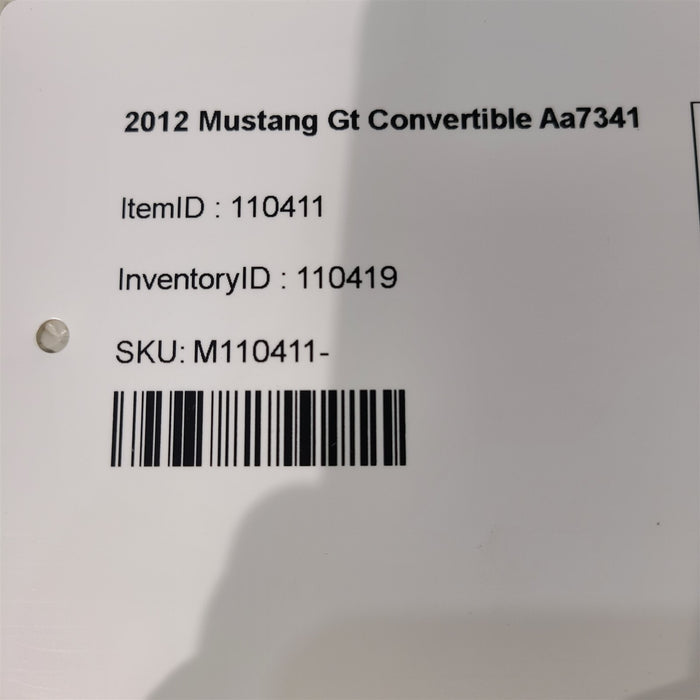 2012 Mustang Gt Convertible Aa7341
ItemID : 110411
InventoryID : 110419
SKU: M110411-